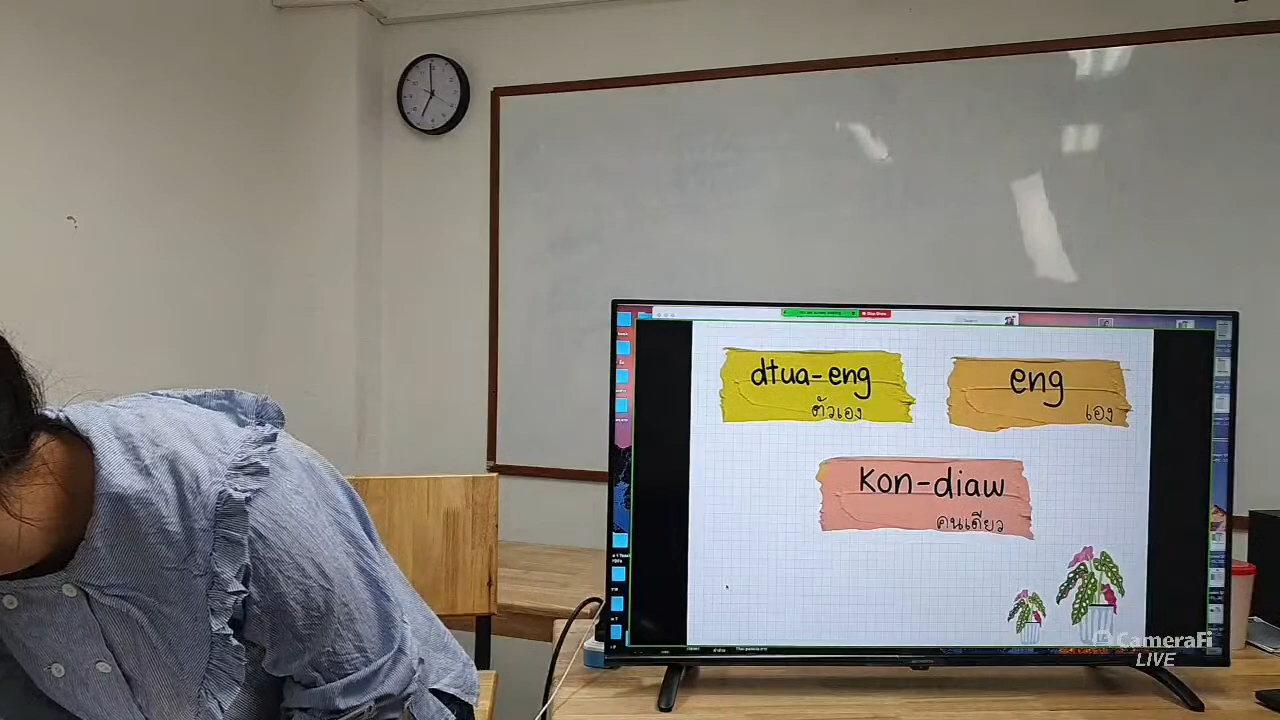 dtua-eng
ตัวเอง
eng
เอง
kon-diaw
คนเดียว
CameraFi
LIVE